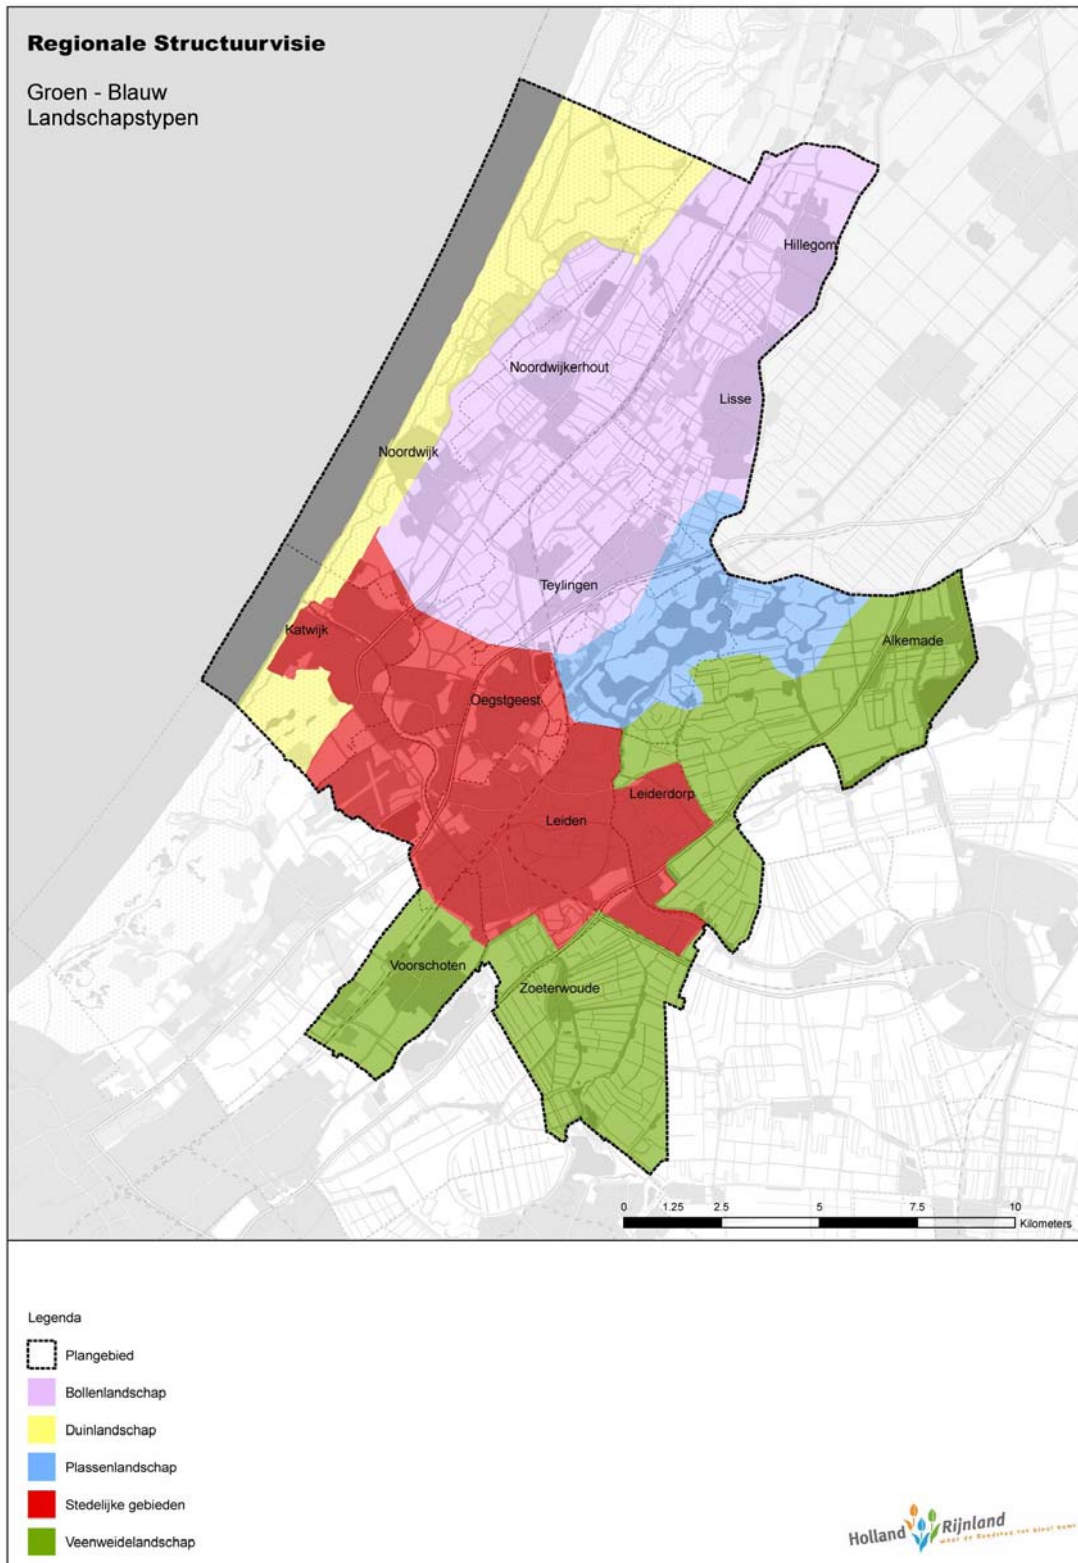 Regionale Structuurvisie
Groen - Blauw
Landschapstypen
Hillegom
Noordwijkerhout
Lisse
Noordwijk
Teylingen
Katwijk
Alkemade
Oegstgeest
Leiderdorp
Leiden
Voorschoten
Zoeterwoude
0 1.25 2.5 5 7.5 10
Kilometers
Legenda
Plangebied
Bollenlandschap
Duinlandschap
Plassenlandschap
Stedelijke gebieden
Veenweidelandschap
Holland Rijnland